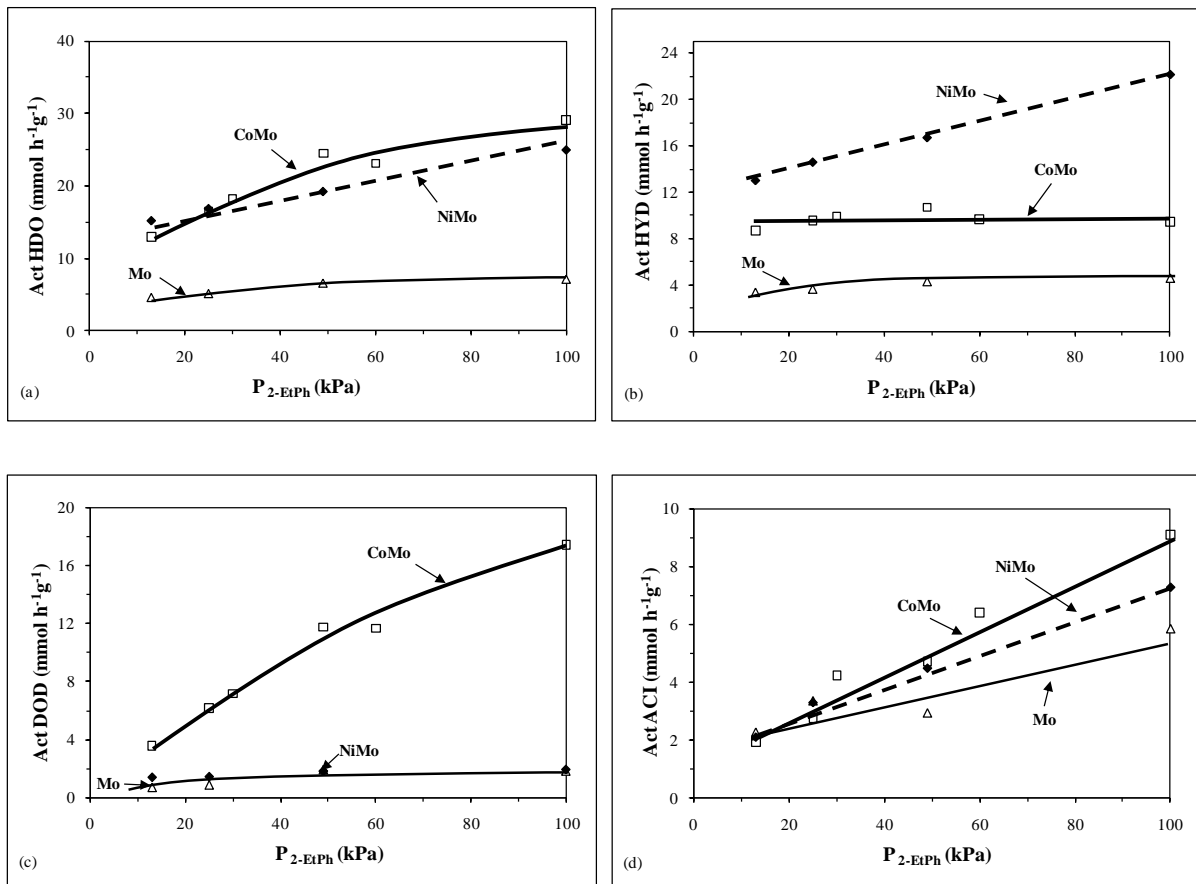 40
30
20
10
0
Act HDO (mmol h-1g-1)
CoMo
NiMo
Mo
0 20 40 60 80 100
P 2-EtPh (kPa)
(a)
24
20
16
12
8
4
0
Act HYD (mmol h-1g-1)
NiMo
CoMo
Mo
0 20 40 60 80 100
P 2-EtPh (kPa)
(b)
20
16
12
8
4
0
Act DOD (mmol h-1g-1)
CoMo
NiMo
Mo
0 20 40 60 80 100
P 2-EtPh (kPa)
(c)
10
8
6
4
2
0
Act ACI (mmol h-1g-1)
NiMo
CoMo
Mo
0 20 40 60 80 100
P 2-EtPh (kPa)
(d)